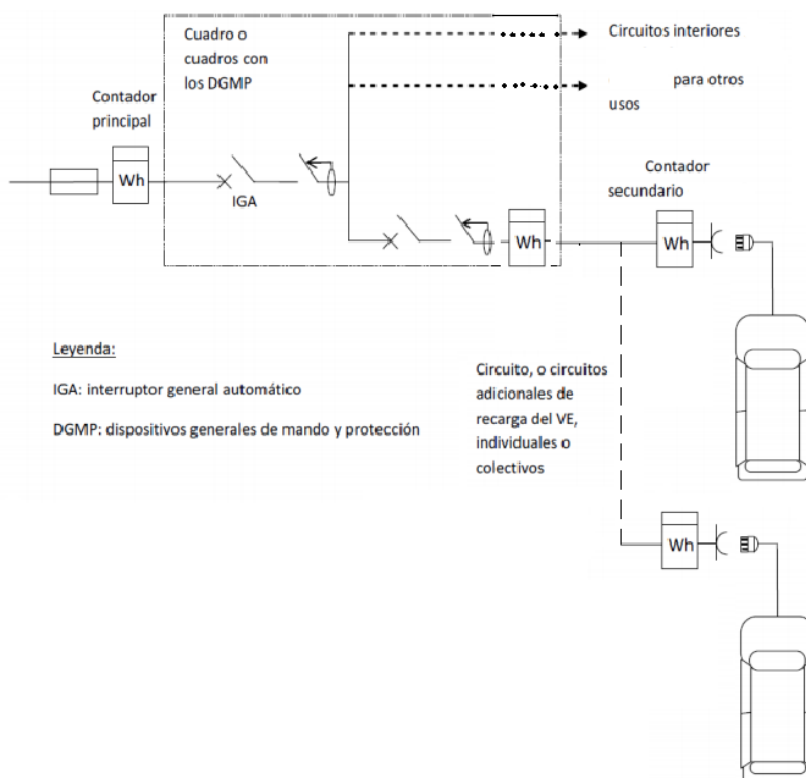 Cuadro o
cuadros con
los DGMP
Circuitos interiores
para otros
usos
Contador
principal
Wh
IGA
Contador
secundario
Wh
Wh
Leyenda:
IGA: interruptor general automático
DGMP: dispositivos generales de mando y protección
Circuito, o circuitos
adicionales de
recarga del VE,
individuales o
colectivos
Wh